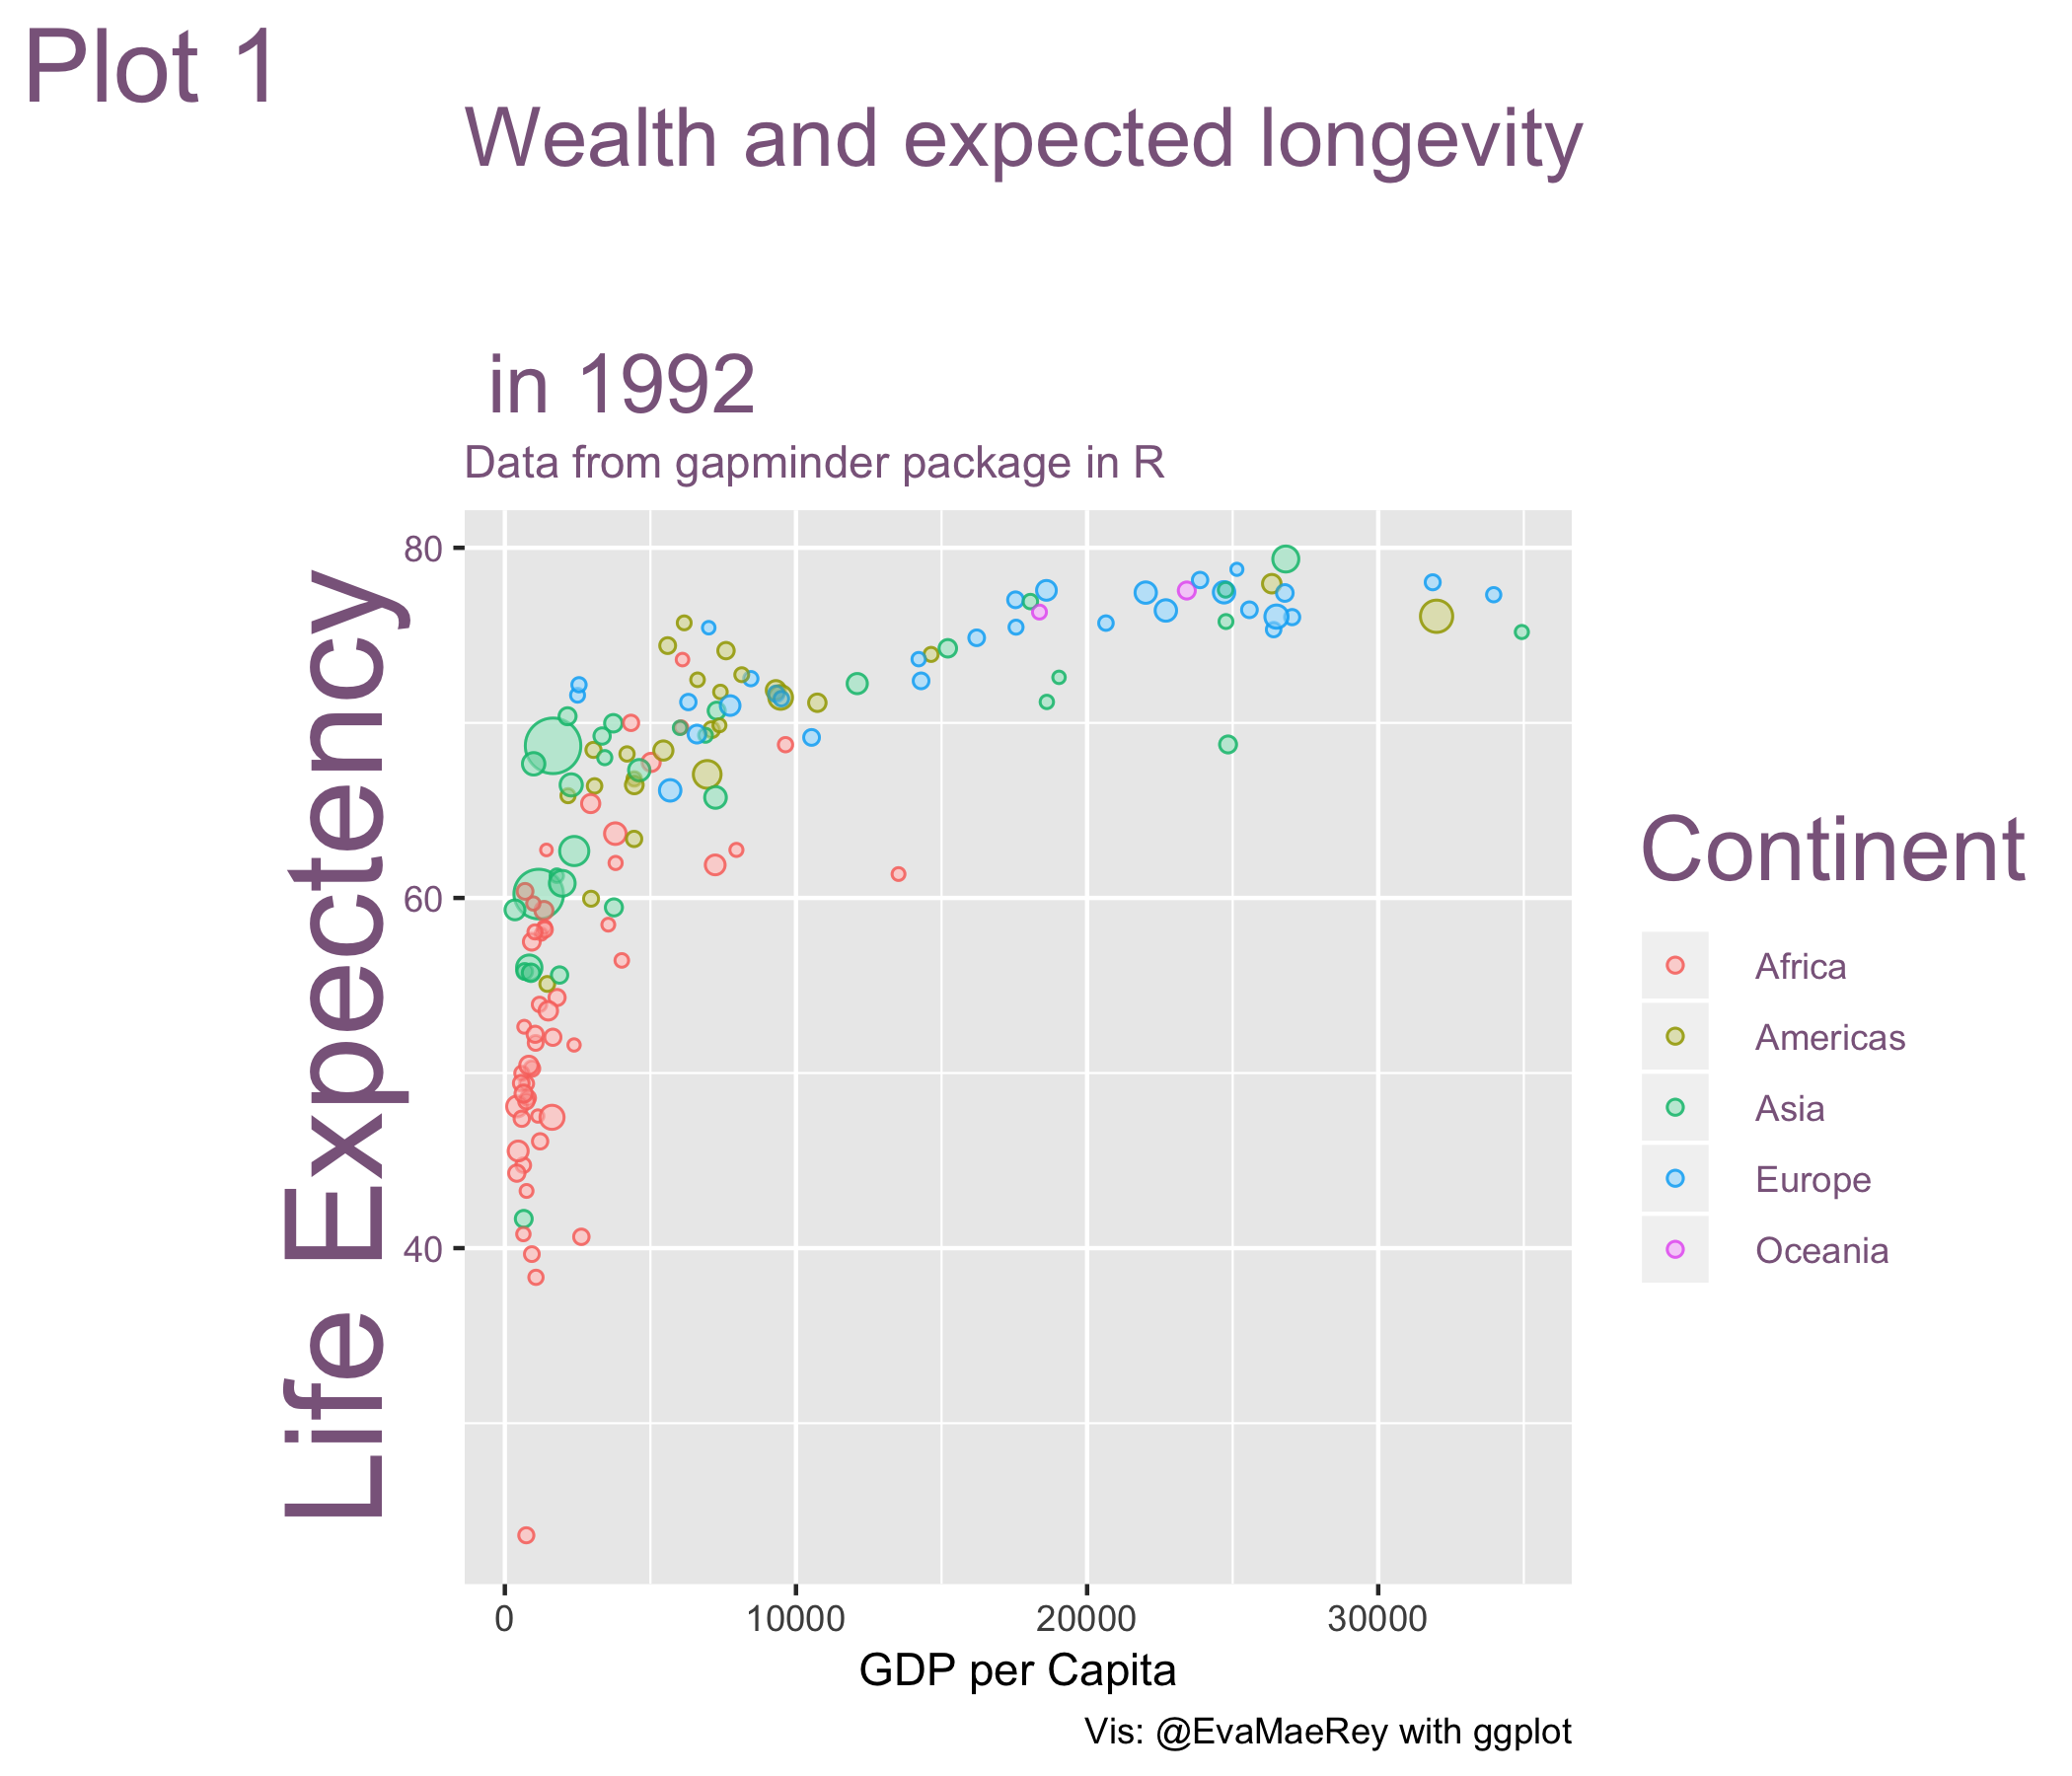 Plot 1
Wealth and expected longevity
in 1992
Data from gapminder package in R
Life Expectency
80
60
40
0 10000 20000 30000
GDP per Capita
Vis: @EvaMaeRey with ggplot
Continent
Africa
Americas
Asia
Europe
Oceania